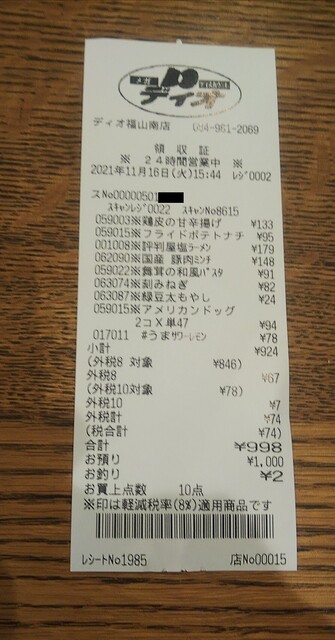 メガ ディオ
ディオ福山南店 084-961-2069
領収証
※ 24時間営業中 ※
2021年11月16日(火)15:44 レジ0002
スNo00000501
スキャンレジ0022 スキャンNo8615
059003※鶏皮の甘辛揚げ ¥133
059015※フライドポテトナチ ¥95
001008※評判屋塩ラーメン ¥179
062090※国産 豚肉ミンチ ¥148
059022※舞茸の和風パスタ ¥91
063074※刻みねぎ ¥82
063087※緑豆太もやし ¥24
059015※アメリカンドッグ
2コX単47 ¥94
017011 #うまサワーレモン ¥78
小計 ¥924
(外税8 対象 ¥846)
外税8 ¥67
(外税10対象 ¥78)
外税10 ¥7
外税計 ¥74
(税合計 ¥74)
合計 ¥998
お預り ¥1,000
お釣り ¥2
お買上点数 10点
※印は軽減税率(8%)適用商品です
レシートNo1985 店No00015